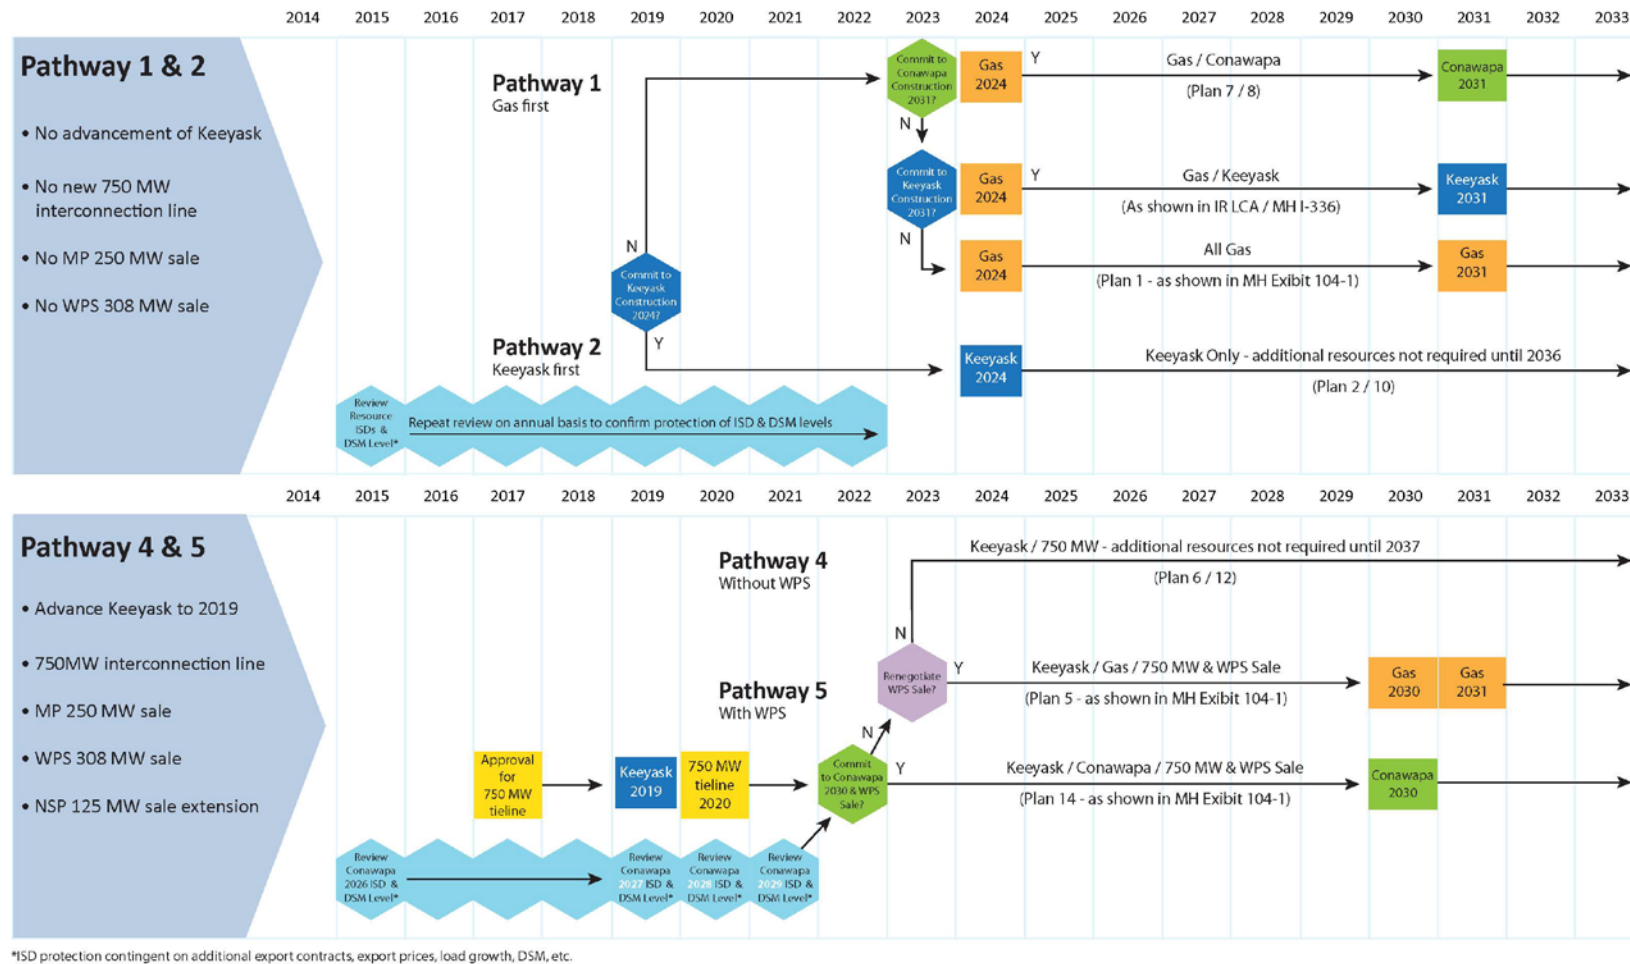 2014 2015 2016 2017 2018 2019 2020 2021 2022 2023 2024 2025 2026 2027 2028 2029 2030 2031 2032 2033
Pathway 1 & 2
• No advancement of Keeyask
• No new 750 MW
interconnection line
• No MP 250 MW sale
• No WPS 308 MW sale
Pathway 1
Gas first
Commit to
Conawapa
Construction
2031?
Gas
2024
Y
Gas / Conawapa
(Plan 7 / 8)
Conawapa
2031
N
Commit to
Keeyask
Construction
2031?
Gas
2024
Y
Gas / Keeyask
(As shown in IR LCA / MH I-336)
Keeyask
2031
N
N
Gas
2024
All Gas
(Plan 1 - as shown in MH Exibit 104-1)
Gas
2031
Commit to
Keeyask
Construction
2024?
Y
Pathway 2
Keeyask first
Keeyask
2024
Keeyask Only - additional resources not required until 2036
(Plan 2 / 10)
Review
Resource
ISDs &
DSM Level*
Repeat review on annual basis to confirm protection of ISD & DSM levels
2014 2015 2016 2017 2018 2019 2020 2021 2022 2023 2024 2025 2026 2027 2028 2029 2030 2031 2032 2033
Pathway 4 & 5
• Advance Keeyask to 2019
• 750MW interconnection line
• MP 250 MW sale
• WPS 308 MW sale
• NSP 125 MW sale extension
Pathway 4
Without WPS
Keeyask / 750 MW - additional resources not required until 2037
(Plan 6 / 12)
N
Renegotiate
WPS Sale?
Y
Keeyask / Gas / 750 MW & WPS Sale
(Plan 5 - as shown in MH Exibit 104-1)
Gas
2030
Gas
2031
Pathway 5
With WPS
N
Approval
for
750 MW
tieline
Keeyask
2019
750 MW
tieline
2020
Commit
to Conawapa
2030 & WPS
Sale?
Y
Keeyask / Conawapa / 750 MW & WPS Sale
(Plan 14 - as shown in MH Exibit 104-1)
Conawapa
2030
Review
Conawapa
2026 ISD &
DSM Level*
Review
Conawapa
2027 ISD &
DSM Level*
Review
Conawapa
2028 ISD &
DSM Level*
Review
Conawapa
2029 ISD &
DSM Level*
*ISD protection contingent on additional export contracts, export prices, load growth, DSM, etc.